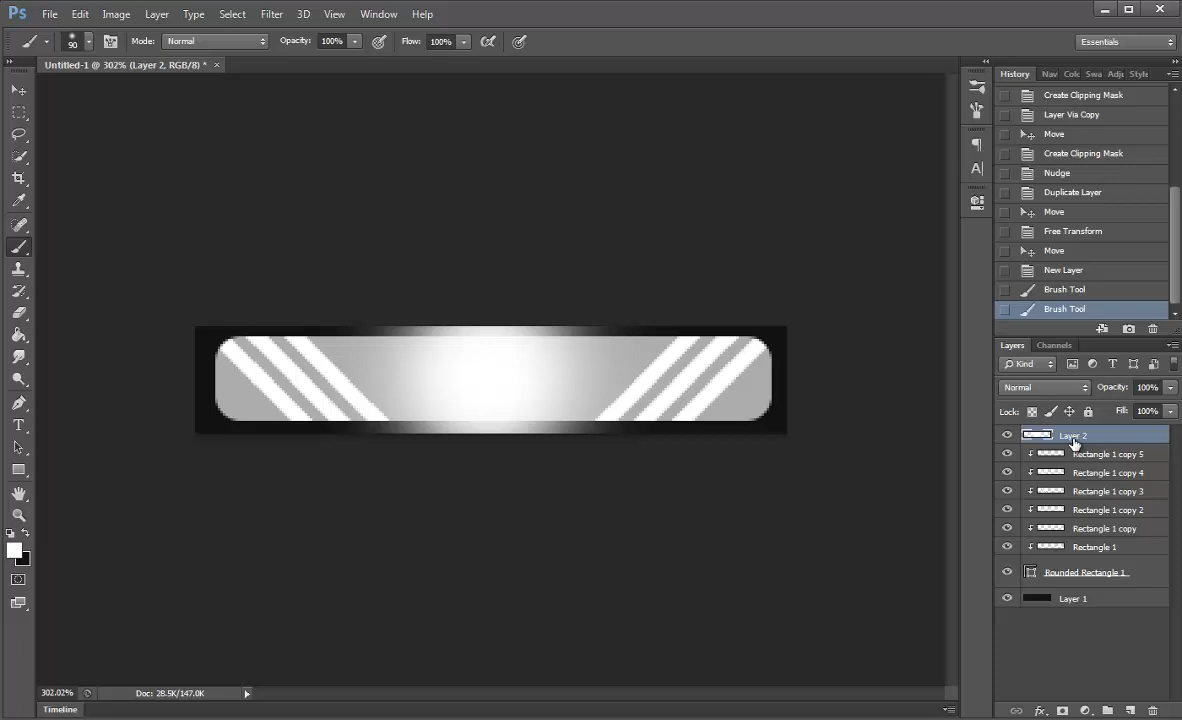 Ps File Edit Image Layer Type Select Filter 3D View Window Help
90 Mode: Normal Opacity: 100% Flow: 100% Essentials
Untitled-1 @ 302% (Layer 2, RGB/8) * ×
History Nav Colc Swa Adju Style
Create Clipping Mask
Layer Via Copy
Move
Create Clipping Mask
Nudge
Duplicate Layer
Move
Free Transform
Move
New Layer
Brush Tool
Brush Tool
Layers Channels
Kind
Normal Opacity: 100%
Lock: Fill: 100%
Layer 2
Rectangle 1 copy 5
Rectangle 1 copy 4
Rectangle 1 copy 3
Rectangle 1 copy 2
Rectangle 1 copy
Rectangle 1
Rounded Rectangle 1
Layer 1
302.02% Doc: 28.5K/147.0K
Timeline